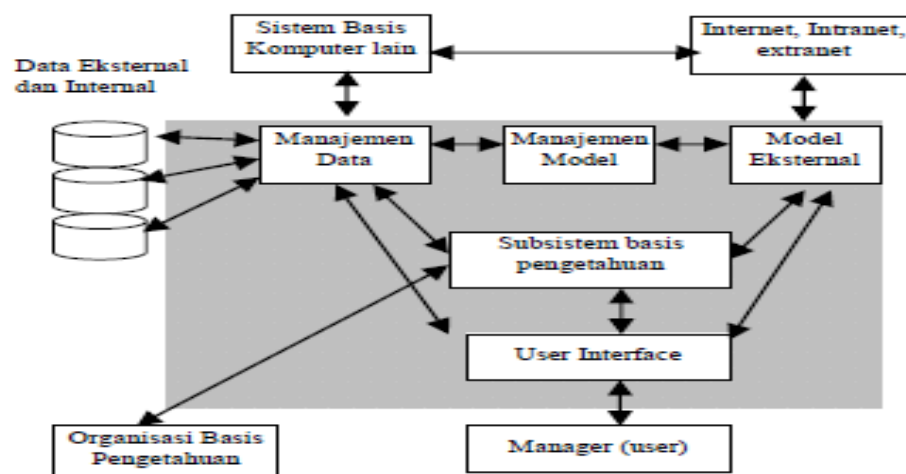 Sistem Basis
Komputer lain
Internet, Intranet,
extranet
Data Eksternal
dan Internal
Manajemen
Data
Manajemen
Model
Model
Eksternal
Subsistem basis
pengetahuan
User Interface
Organisasi Basis
Pengetahuan
Manager (user)